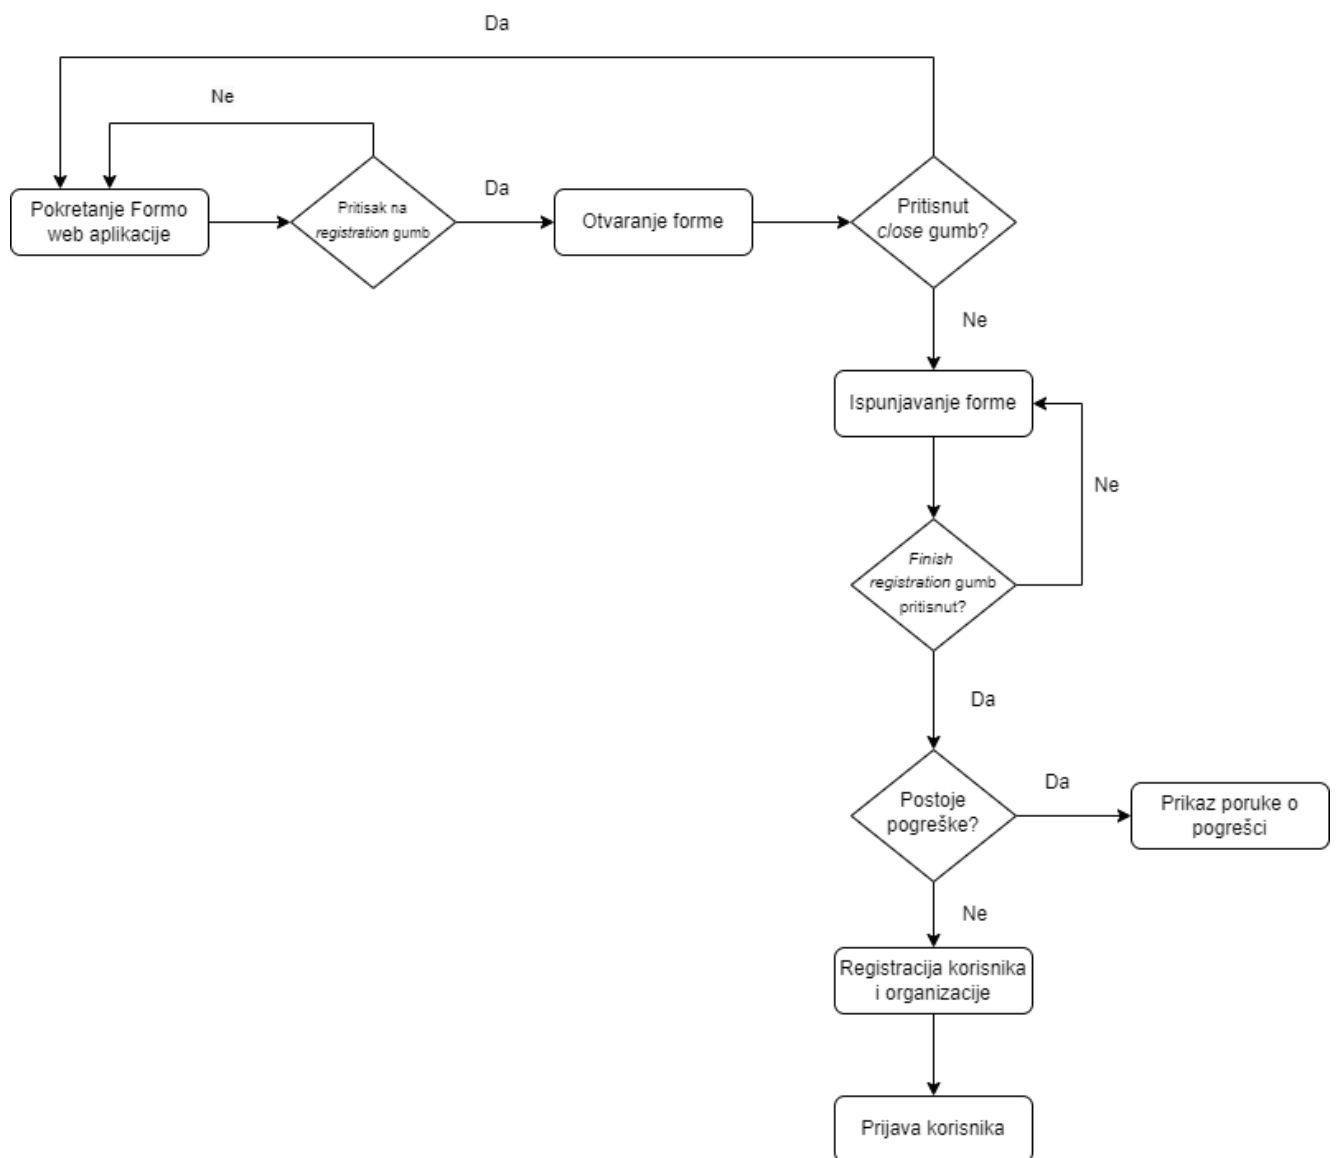 Da
Ne
Pokretanje Formo
web aplikacije
Pritisak na
registration gumb
Da
Otvaranje forme
Pritisnut
close gumb?
Ne
Ispunjavanje forme
Ne
Finish
registration gumb
pritisnut?
Da
Postoje
pogreške?
Da
Prikaz poruke o
pogrešci
Ne
Registracija korisnika
i organizacije
Prijava korisnika